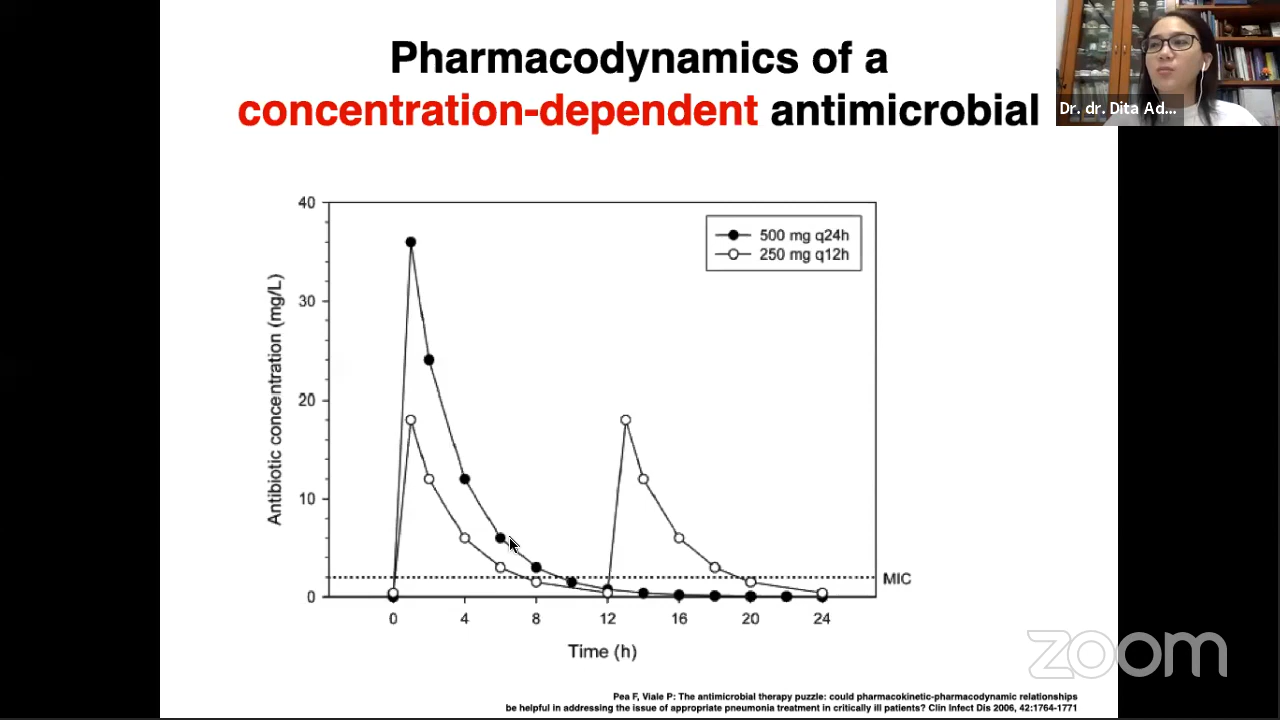 Pharmacodynamics of a
concentration-dependent antimicrobial
Dr. dr. Dita Ad...
40
30
20
10
0
Antibiotic concentration (mg/L)
500 mg q24h
250 mg q12h
MIC
0 4 8 12 16 20 24
Time (h)
zoom
Pea F, Viale P: The antimicrobial therapy puzzle: could pharmacokinetic-pharmacodynamic relationships
be helpful in addressing the issue of appropriate pneumonia treatment in critically ill patients? Clin Infect Dis 2006, 42:1764-1771